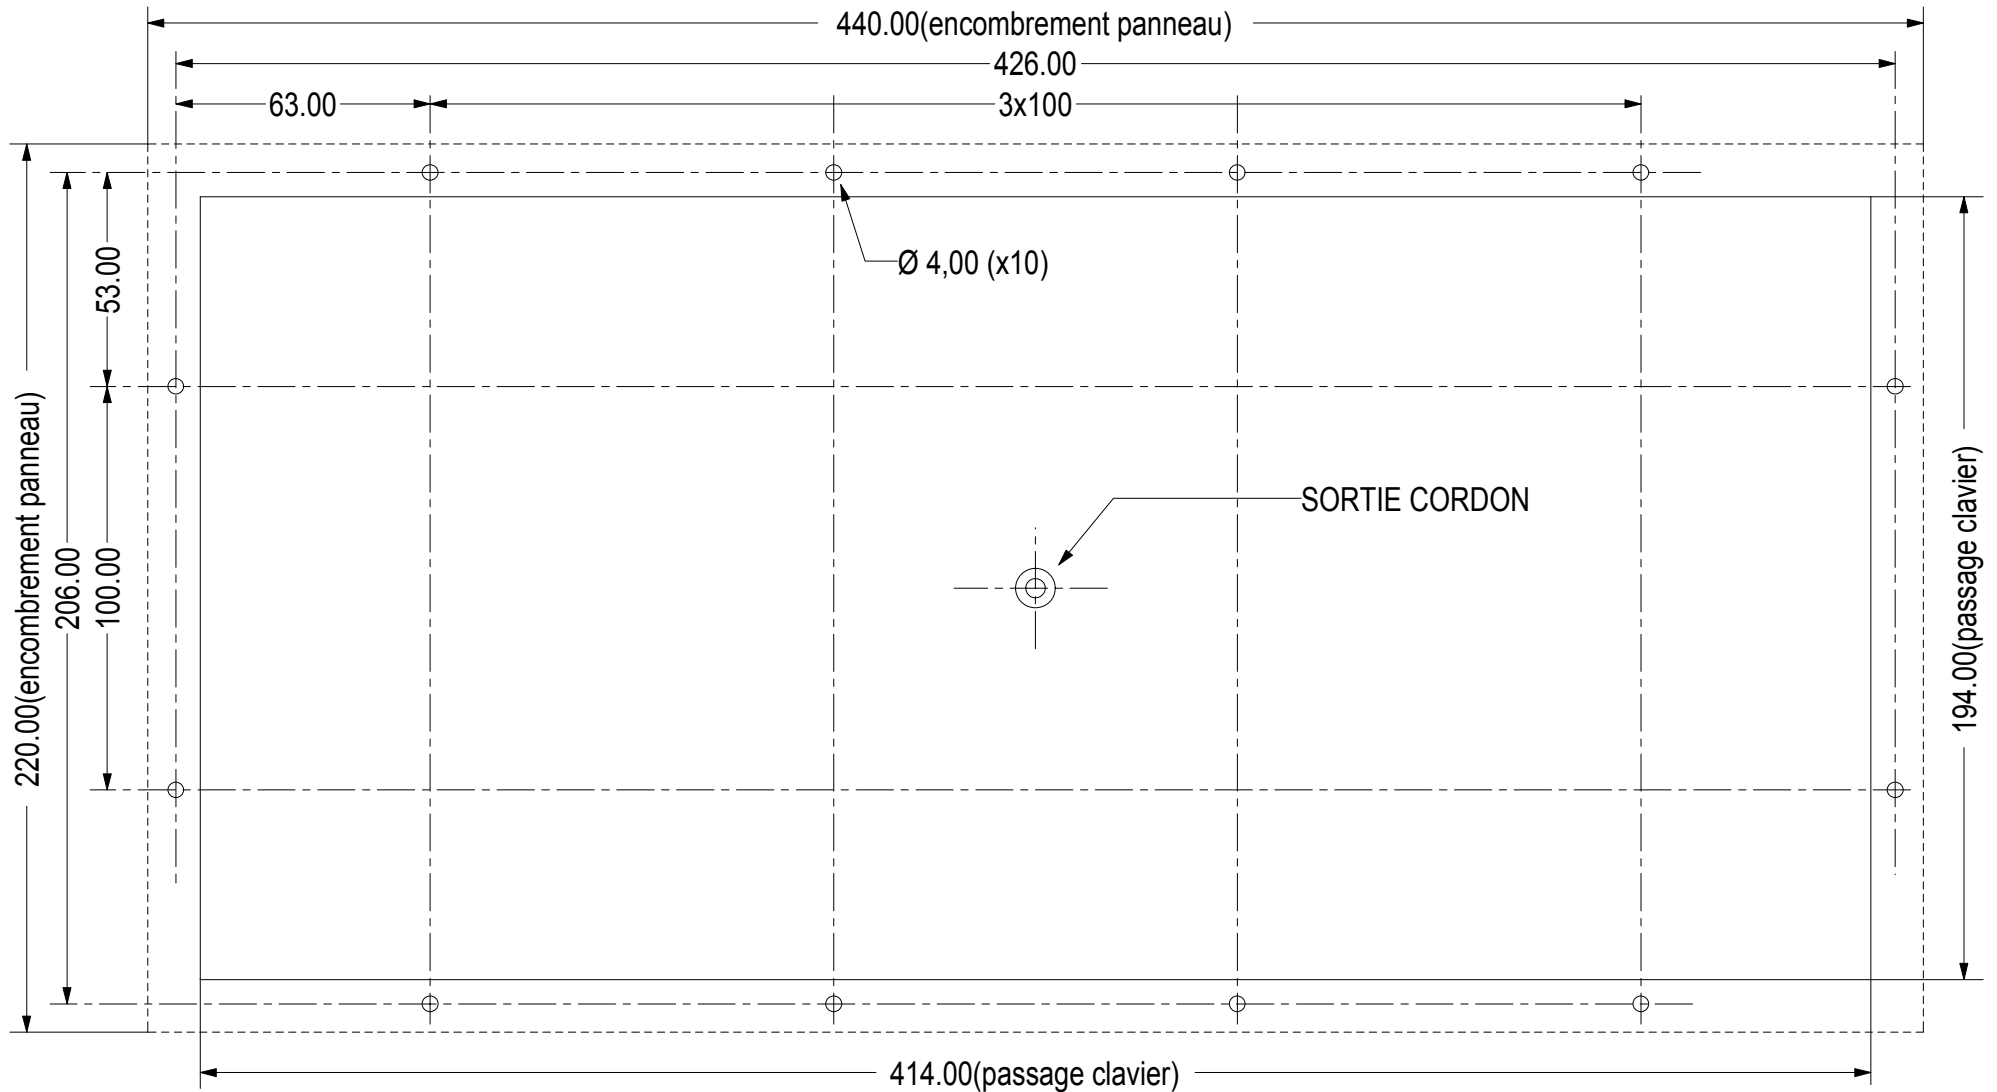 440.00(encombrement panneau)
426.00
63.00
3x100
53.00
Ø 4,00 (x10)
220.00(encombrement panneau)
206.00
100.00
SORTIE CORDON
194.00(passage clavier)
414.00(passage clavier)